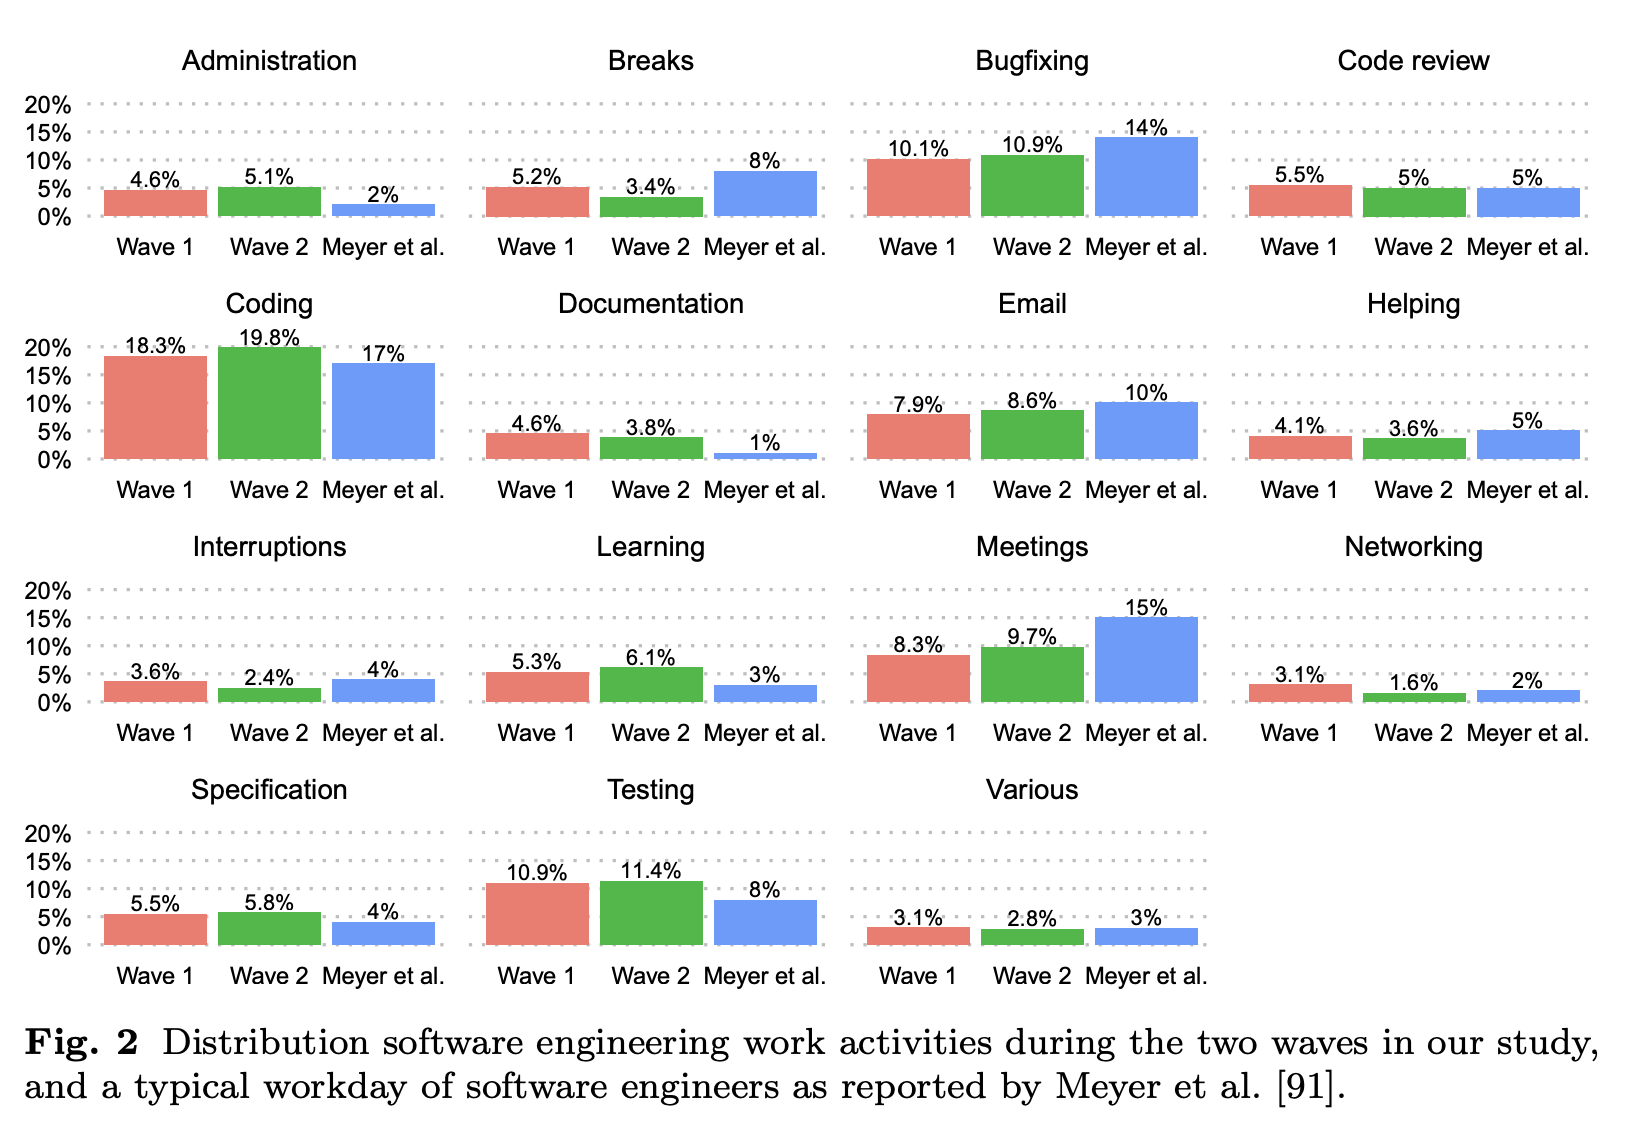 Administration Breaks Bugfixing Code review
20%
15%
10%
5%
0%
4.6% 5.1% 2% 5.2% 3.4% 8% 10.1% 10.9% 14% 5.5% 5% 5%
Wave 1 Wave 2 Meyer et al. Wave 1 Wave 2 Meyer et al. Wave 1 Wave 2 Meyer et al. Wave 1 Wave 2 Meyer et al.
Coding Documentation Email Helping
20%
15%
10%
5%
0%
18.3% 19.8% 17% 4.6% 3.8% 1% 7.9% 8.6% 10% 4.1% 3.6% 5%
Wave 1 Wave 2 Meyer et al. Wave 1 Wave 2 Meyer et al. Wave 1 Wave 2 Meyer et al. Wave 1 Wave 2 Meyer et al.
Interruptions Learning Meetings Networking
20%
15%
10%
5%
0%
3.6% 2.4% 4% 5.3% 6.1% 3% 8.3% 9.7% 15% 3.1% 1.6% 2%
Wave 1 Wave 2 Meyer et al. Wave 1 Wave 2 Meyer et al. Wave 1 Wave 2 Meyer et al. Wave 1 Wave 2 Meyer et al.
Specification Testing Various
20%
15%
10%
5%
0%
5.5% 5.8% 4% 10.9% 11.4% 8% 3.1% 2.8% 3%
Wave 1 Wave 2 Meyer et al. Wave 1 Wave 2 Meyer et al. Wave 1 Wave 2 Meyer et al.
Fig. 2 Distribution software engineering work activities during the two waves in our study,
and a typical workday of software engineers as reported by Meyer et al. [91].